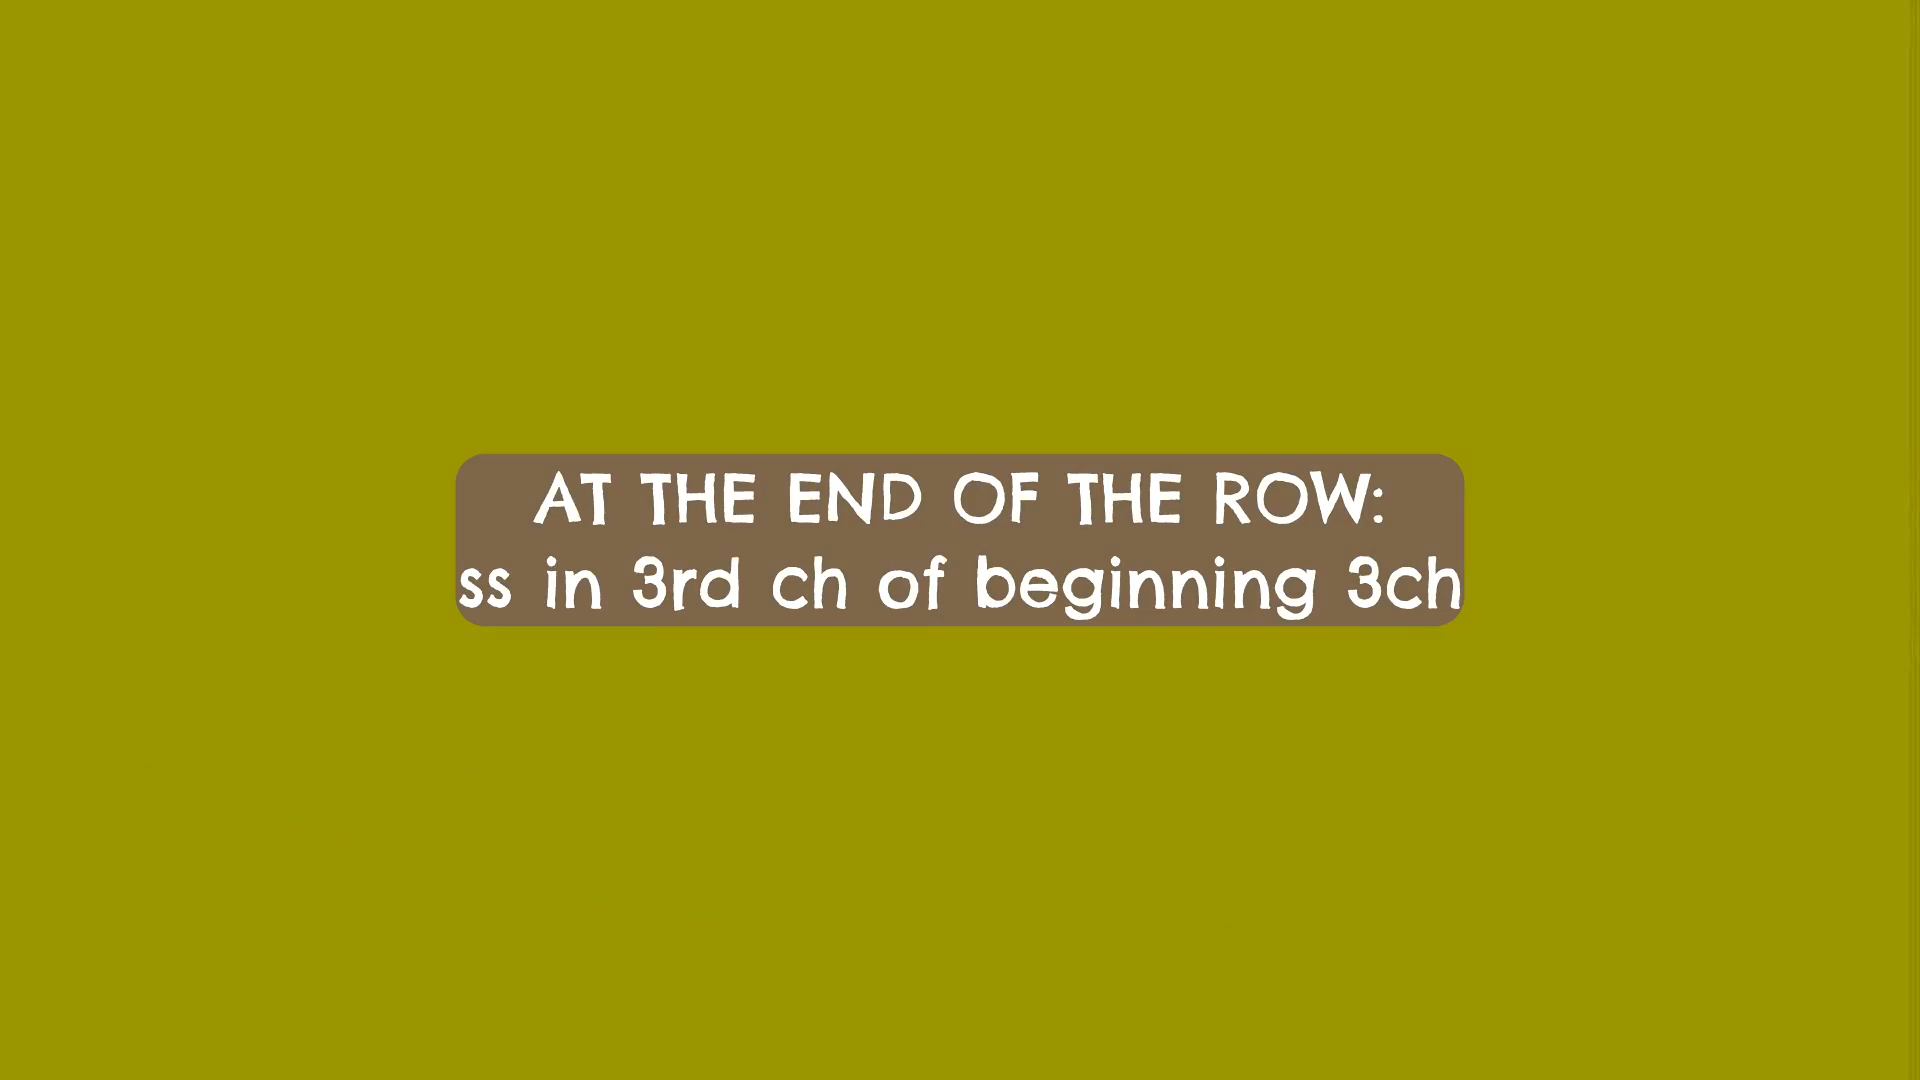 AT THE END OF THE ROW:
ss in 3rd ch of beginning 3ch